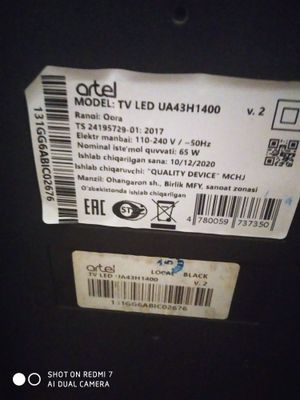 artel
MODEL: TV LED UA43H1400 v. 2
Rangi: Qora
TS 24195729-01: 2017
Elektr manbai: 110-240 V / ~50Hz
Nominal iste'mol quvvati: 65 W
Ishlab chiqarilgan sana: 10/12/2020
Ishlab chiqaruvchi: "QUALITY DEVICE" MCHJ
Manzil: Ohangaron sh., Birlik MFY, sanoat zonasi
O'zbekistonda ishlab chiqarilgan
131GG6ABIC02676
EAC
4 780059 737350
artel BLACK
TV LED UA43H1400 V. 2
131GG6ABIC02676
SHOT ON REDMI 7
AI DUAL CAMERA